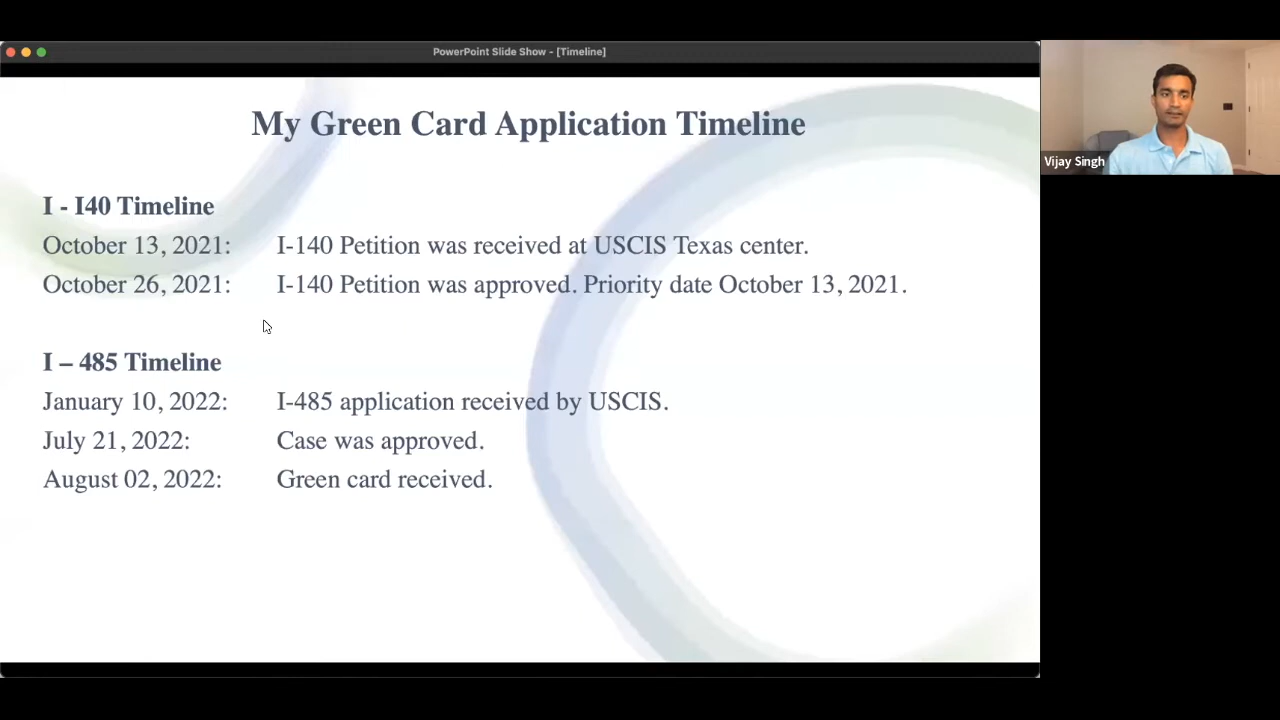 PowerPoint Slide Show - [Timeline]
My Green Card Application Timeline
I - I40 Timeline
October 13, 2021: I-140 Petition was received at USCIS Texas center.
October 26, 2021: I-140 Petition was approved. Priority date October 13, 2021.
I – 485 Timeline
January 10, 2022: I-485 application received by USCIS.
July 21, 2022: Case was approved.
August 02, 2022: Green card received.
Vijay Singh